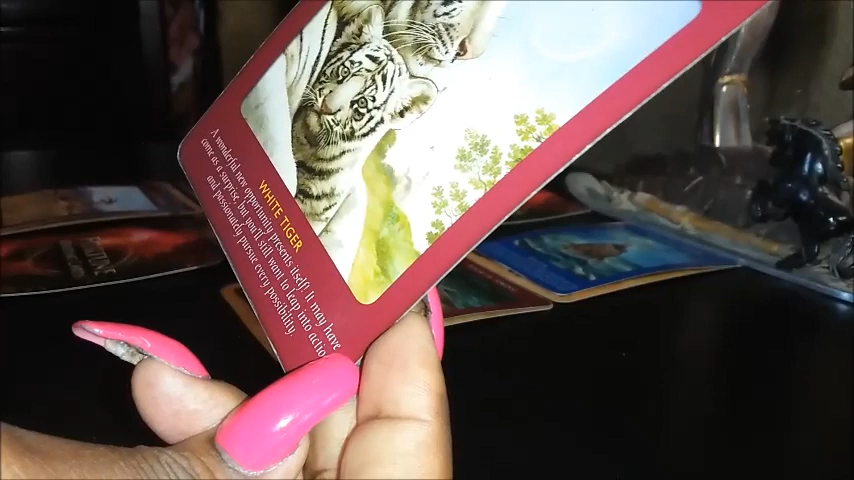 WHITE TIGER
A wonderful new opportunity presents itself! It may have
come as a surprise, but you'll still want to leap into action
and passionately pursue every possibility.